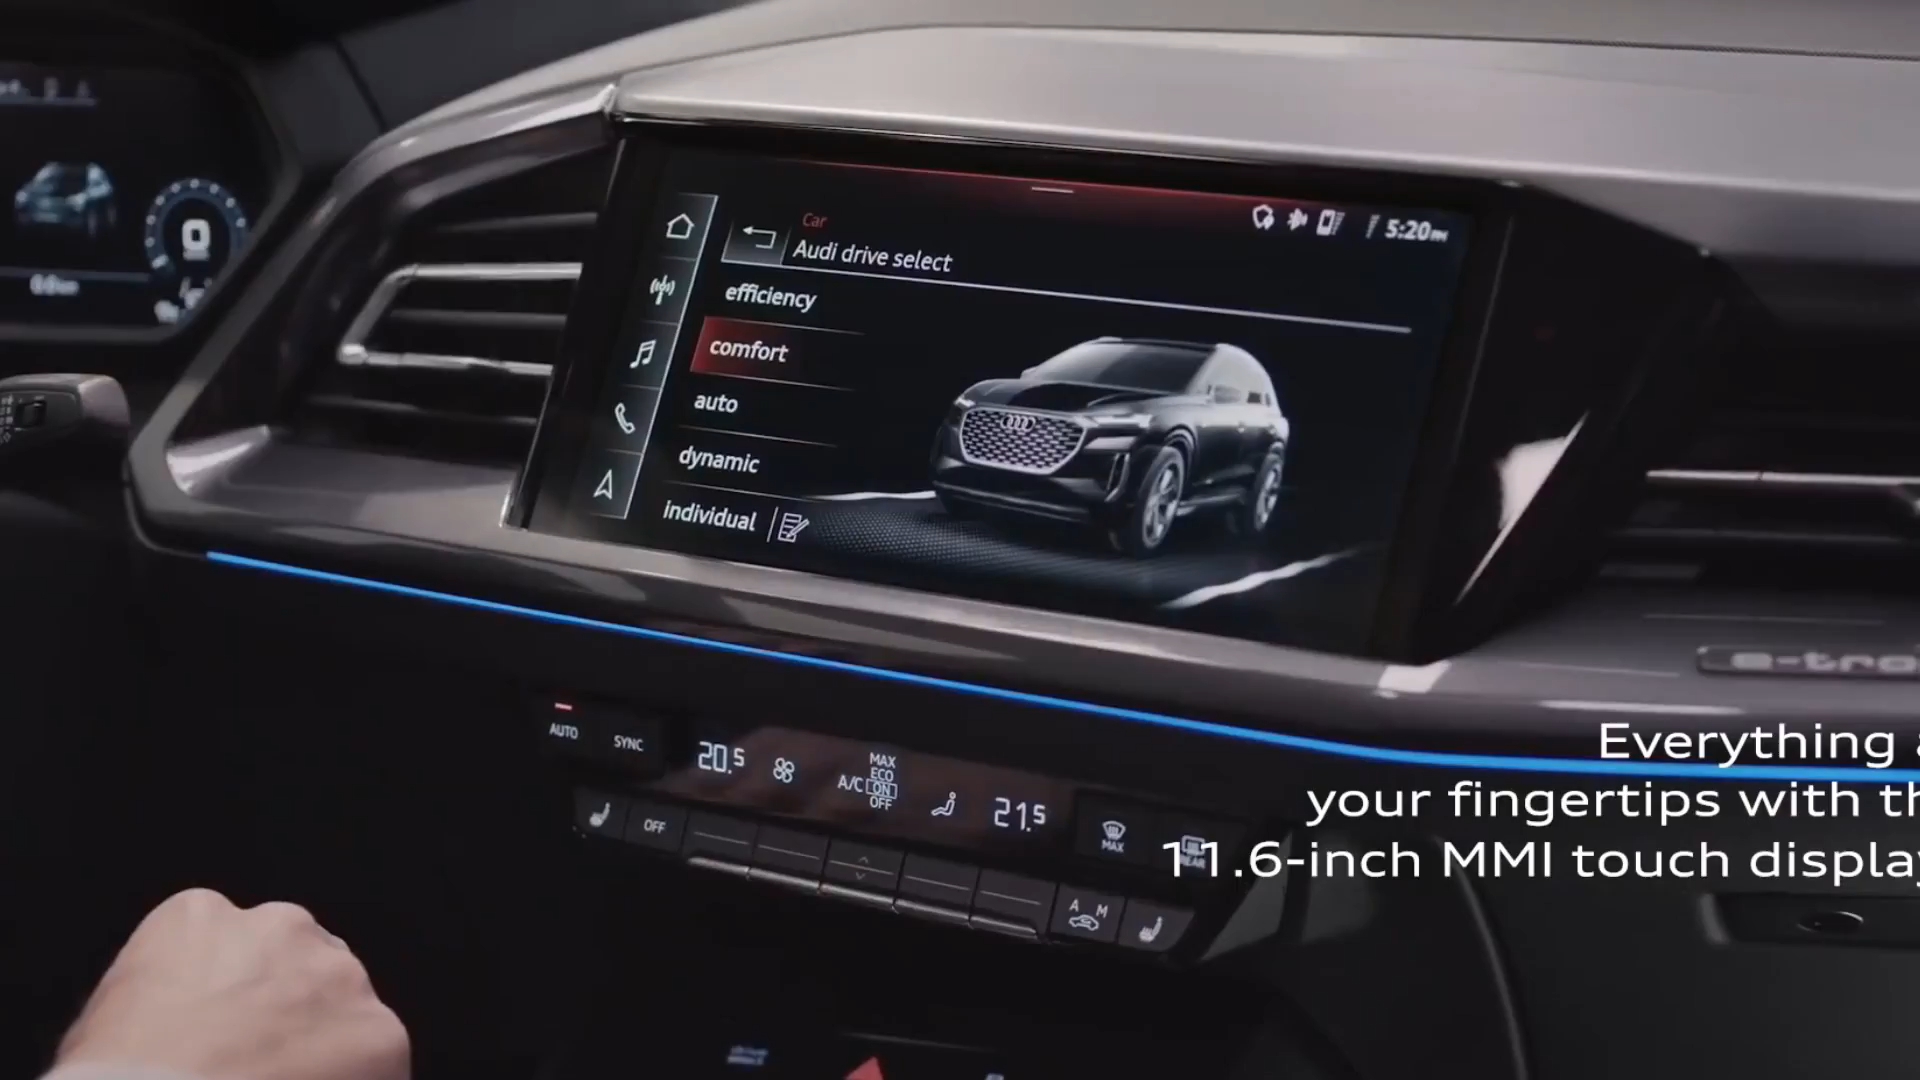 Car
5:20
Audi drive select
efficiency
comfort
auto
dynamic
individual
AUTO
SYNC
20.5
MAX
ECO
A/C ON
OFF
21.5
MAX
REAR
OFF
A M
Everything
your fingertips with
11.6-inch MMI touch display